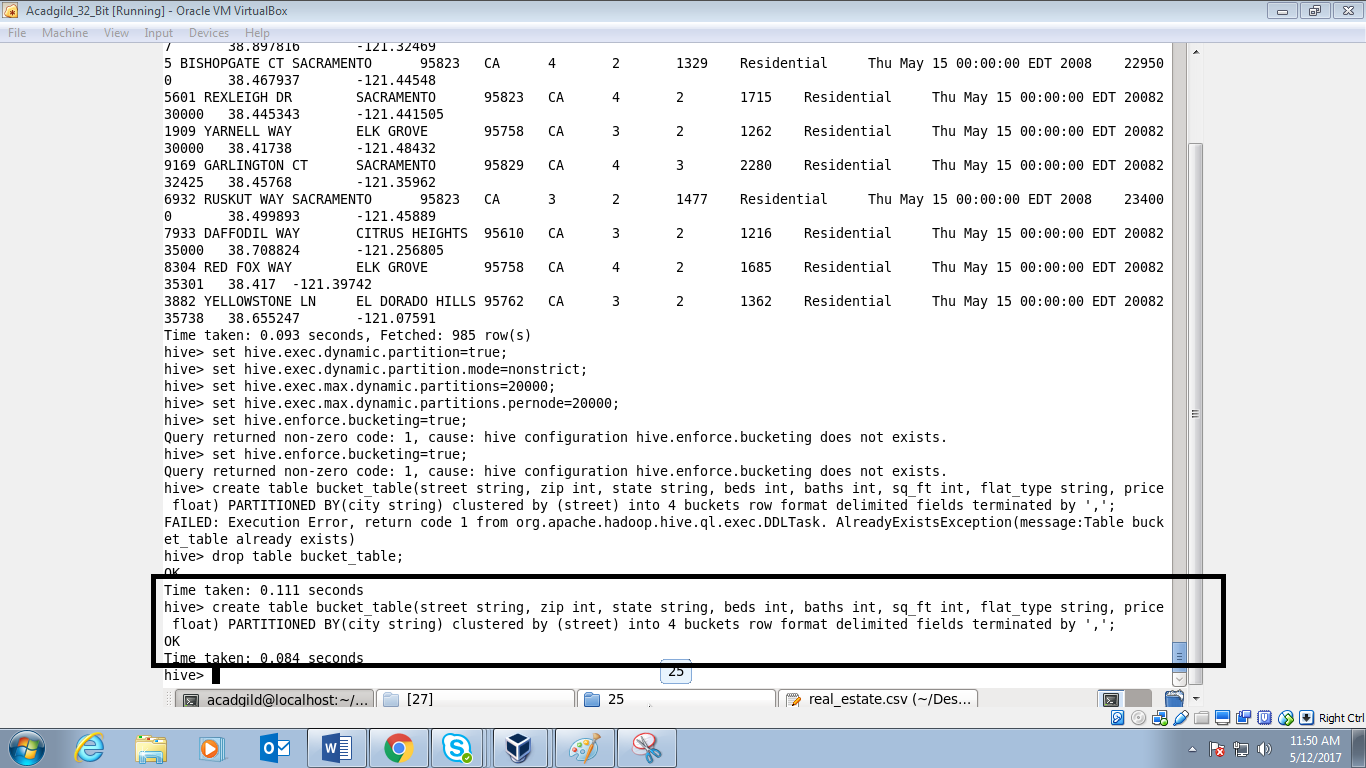 Acadgild_32_Bit [Running] - Oracle VM VirtualBox
File Machine View Input Devices Help
7 38.897816 -121.32469
5 BISHOPGATE CT SACRAMENTO 95823 CA 4 2 1329 Residential Thu May 15 00:00:00 EDT 2008 22950
0 38.467937 -121.44548
5601 REXLEIGH DR SACRAMENTO 95823 CA 4 2 1715 Residential Thu May 15 00:00:00 EDT 20082
30000 38.445343 -121.441505
1909 YARNELL WAY ELK GROVE 95758 CA 3 2 1262 Residential Thu May 15 00:00:00 EDT 20082
30000 38.41738 -121.48432
9169 GARLINGTON CT SACRAMENTO 95829 CA 4 3 2280 Residential Thu May 15 00:00:00 EDT 20082
32425 38.45768 -121.35962
6932 RUSKUT WAY SACRAMENTO 95823 CA 3 2 1477 Residential Thu May 15 00:00:00 EDT 2008 23400
0 38.499893 -121.45889
7933 DAFFODIL WAY CITRUS HEIGHTS 95610 CA 3 2 1216 Residential Thu May 15 00:00:00 EDT 20082
35000 38.708824 -121.256805
8304 RED FOX WAY ELK GROVE 95758 CA 4 2 1685 Residential Thu May 15 00:00:00 EDT 20082
35301 38.417 -121.39742
3882 YELLOWSTONE LN EL DORADO HILLS 95762 CA 3 2 1362 Residential Thu May 15 00:00:00 EDT 20082
35738 38.655247 -121.07591
Time taken: 0.093 seconds, Fetched: 985 row(s)
hive> set hive.exec.dynamic.partition=true;
hive> set hive.exec.dynamic.partition.mode=nonstrict;
hive> set hive.exec.max.dynamic.partitions=20000;
hive> set hive.exec.max.dynamic.partitions.pernode=20000;
hive> set hive.enforce.bucketing=true;
Query returned non-zero code: 1, cause: hive configuration hive.enforce.bucketing does not exists.
hive> set hive.enforce.bucketing=true;
Query returned non-zero code: 1, cause: hive configuration hive.enforce.bucketing does not exists.
hive> create table bucket_table(street string, zip int, state string, beds int, baths int, sq_ft int, flat_type string, price
float) PARTITIONED BY(city string) clustered by (street) into 4 buckets row format delimited fields terminated by ',';
FAILED: Execution Error, return code 1 from org.apache.hadoop.hive.ql.exec.DDLTask. AlreadyExistsException(message:Table buck
et_table already exists)
hive> drop table bucket_table;
OK
Time taken: 0.111 seconds
hive> create table bucket_table(street string, zip int, state string, beds int, baths int, sq_ft int, flat_type string, price
float) PARTITIONED BY(city string) clustered by (street) into 4 buckets row format delimited fields terminated by ',';
OK
Time taken: 0.084 seconds
hive>
25
acadgild@localhost:~/... [27] 25 real_estate.csv (~/Des...
Right Ctrl
11:50 AM
5/12/2017